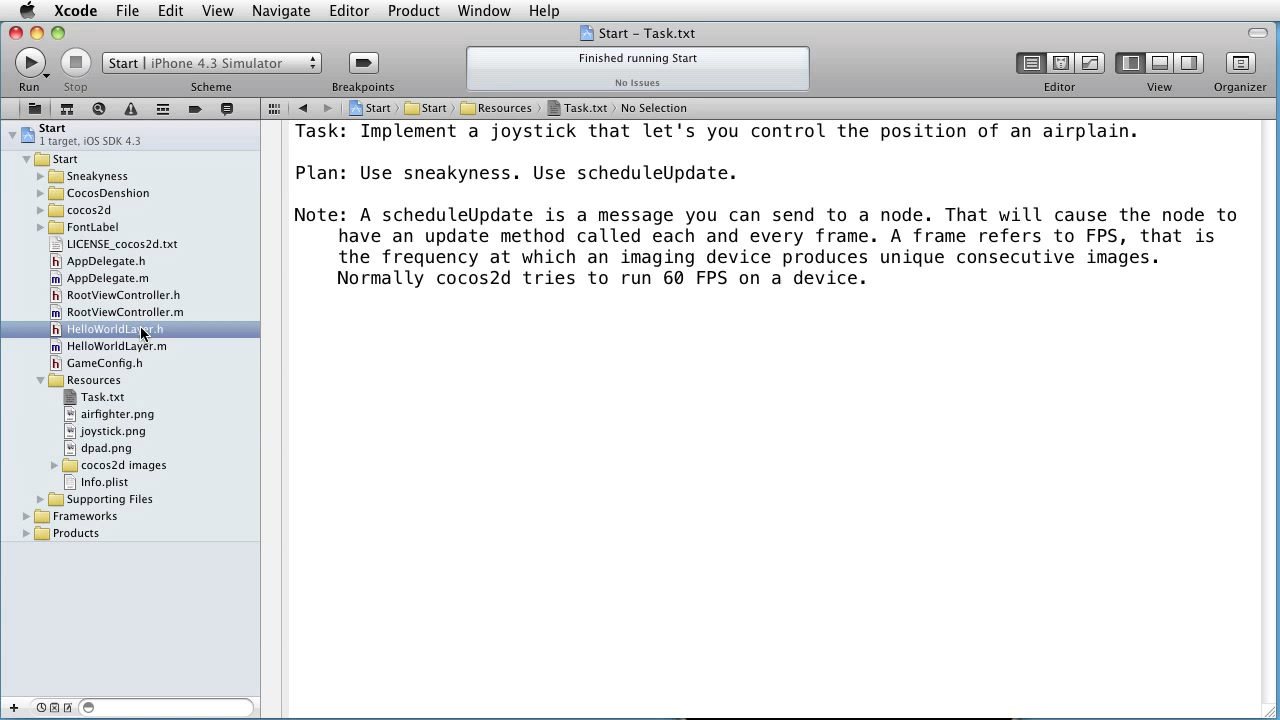 Xcode File Edit View Navigate Editor Product Window Help
Start – Task.txt
Start | iPhone 4.3 Simulator
Finished running Start
No Issues
Run Stop Scheme Breakpoints Editor View Organizer
Start Start Resources Task.txt No Selection
Start
1 target, iOS SDK 4.3
Start
Sneakyness
CocosDenshion
cocos2d
FontLabel
LICENSE_cocos2d.txt
AppDelegate.h
AppDelegate.m
RootViewController.h
RootViewController.m
HelloWorldLayer.h
HelloWorldLayer.m
GameConfig.h
Resources
Task.txt
airfighter.png
joystick.png
dpad.png
cocos2d images
Info.plist
Supporting Files
Frameworks
Products
Task: Implement a joystick that let's you control the position of an airplain.
Plan: Use sneakyness. Use scheduleUpdate.
Note: A scheduleUpdate is a message you can send to a node. That will cause the node to
have an update method called each and every frame. A frame refers to FPS, that is
the frequency at which an imaging device produces unique consecutive images.
Normally cocos2d tries to run 60 FPS on a device.